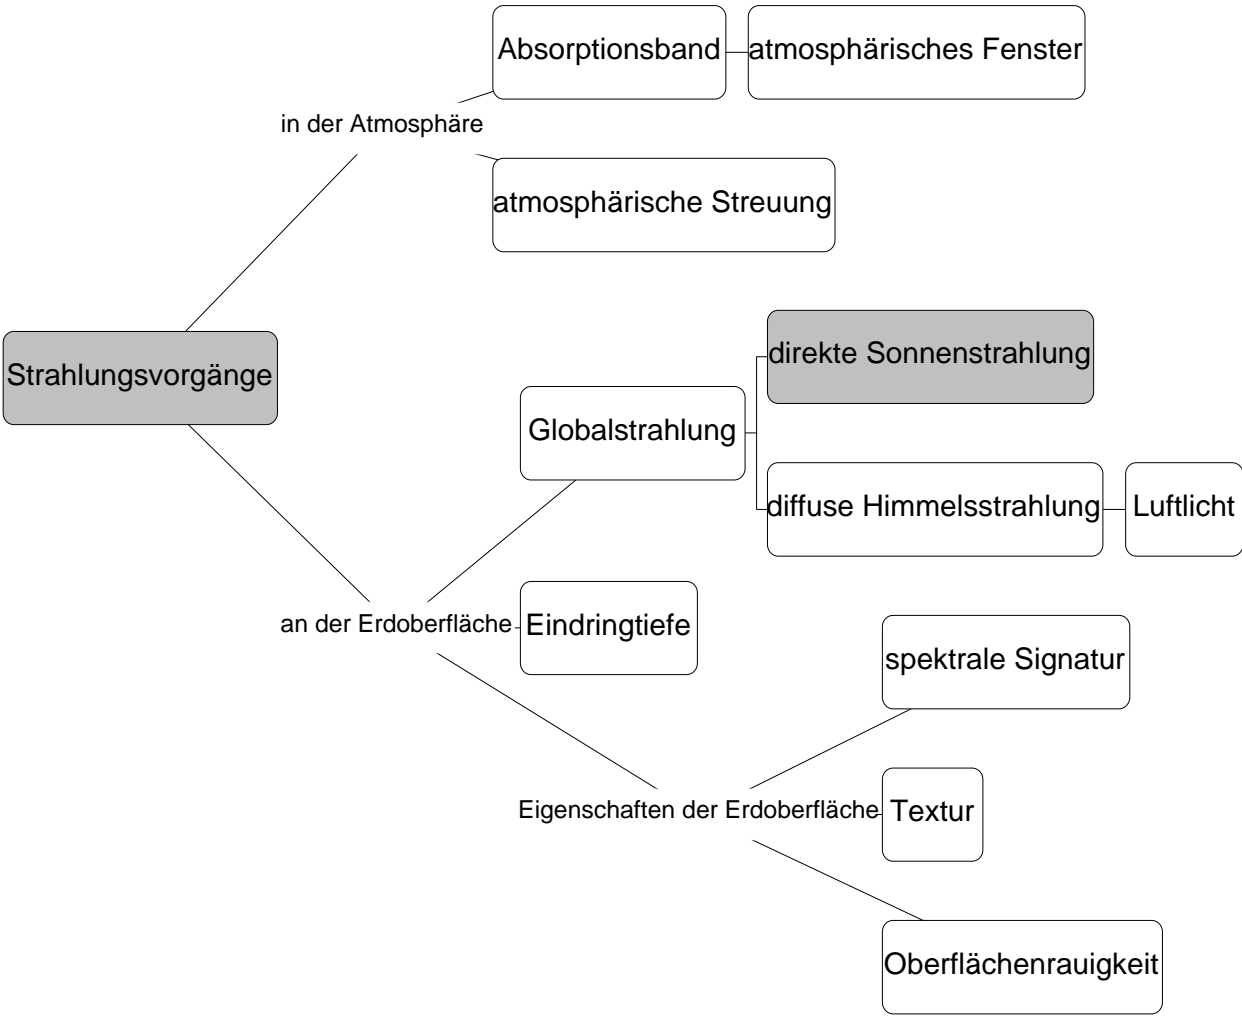 Absorptionsband
atmosphärisches Fenster
in der Atmosphäre
atmosphärische Streuung
direkte Sonnenstrahlung
Strahlungsvorgänge
Globalstrahlung
diffuse Himmelsstrahlung
Luftlicht
an der Erdoberfläche
Eindringtiefe
spektrale Signatur
Eigenschaften der Erdoberfläche
Textur
Oberflächenrauigkeit